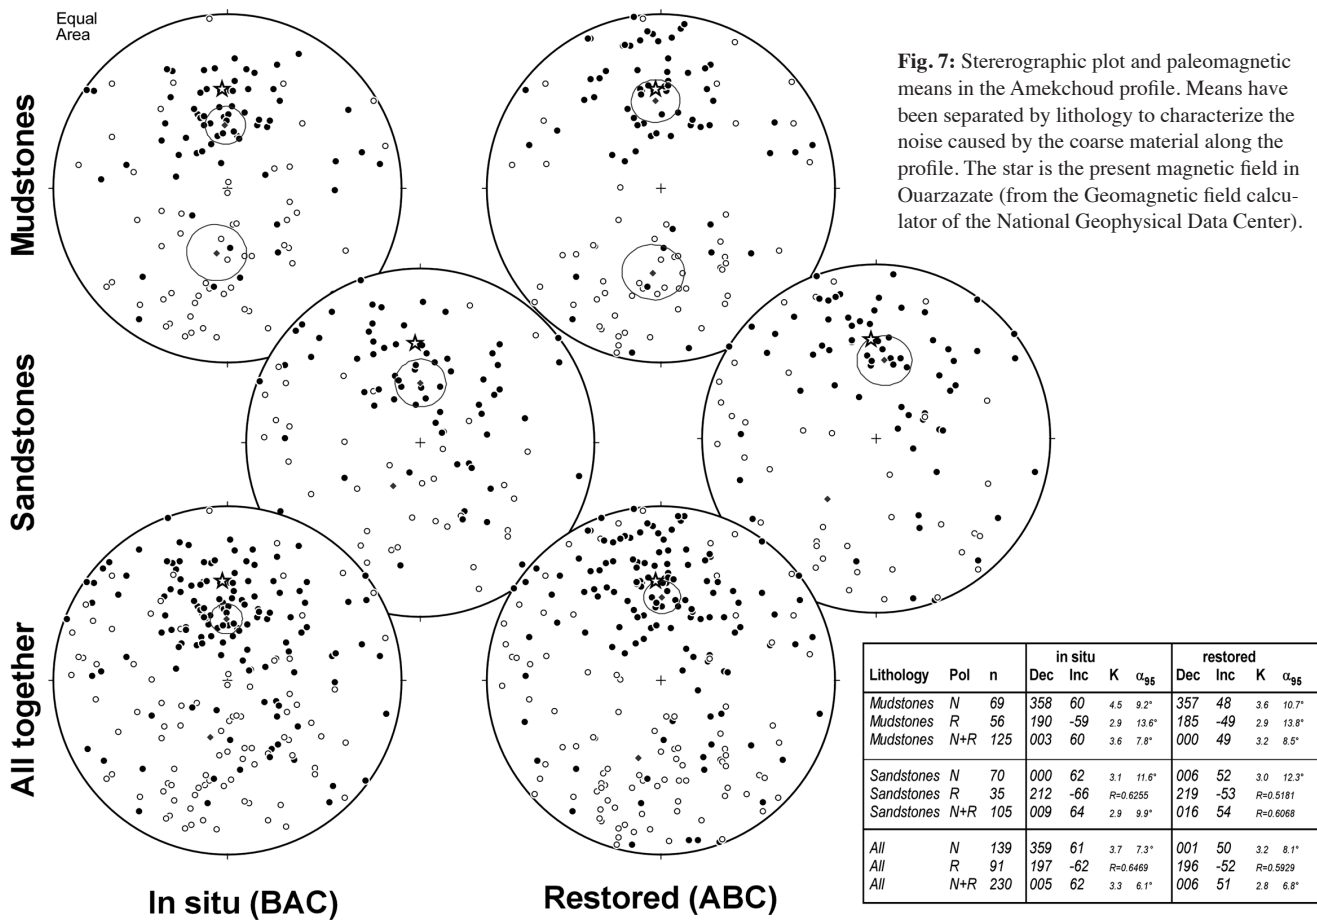 Equal
Area
Mudstones
Sandstones
All together
In situ (BAC)
Restored (ABC)
Fig. 7: Stererographic plot and paleomagnetic
means in the Amekchoud profile. Means have
been separated by lithology to characterize the
noise caused by the coarse material along the
profile. The star is the present magnetic field in
Ouarzazate (from the Geomagnetic field calcu-
lator of the National Geophysical Data Center).
in situ restored
Lithology Pol n Dec Inc K α95 Dec Inc K α95
Mudstones N 69 358 60 4.5 9.2° 357 48 3.6 10.7°
Mudstones R 56 190 -59 2.9 13.6° 185 -49 2.9 13.8°
Mudstones N+R 125 003 60 3.6 7.8° 000 49 3.2 8.5°
Sandstones N 70 000 62 3.1 11.6° 006 52 3.0 12.3°
Sandstones R 35 212 -66 R=0.6255 219 -53 R=0.5181
Sandstones N+R 105 009 64 2.9 9.9° 016 54 R=0.6068
All N 139 359 61 3.7 7.3° 001 50 3.2 8.1°
All R 91 197 -62 R=0.6469 196 -52 R=0.5929
All N+R 230 005 62 3.3 6.1° 006 51 2.8 6.8°